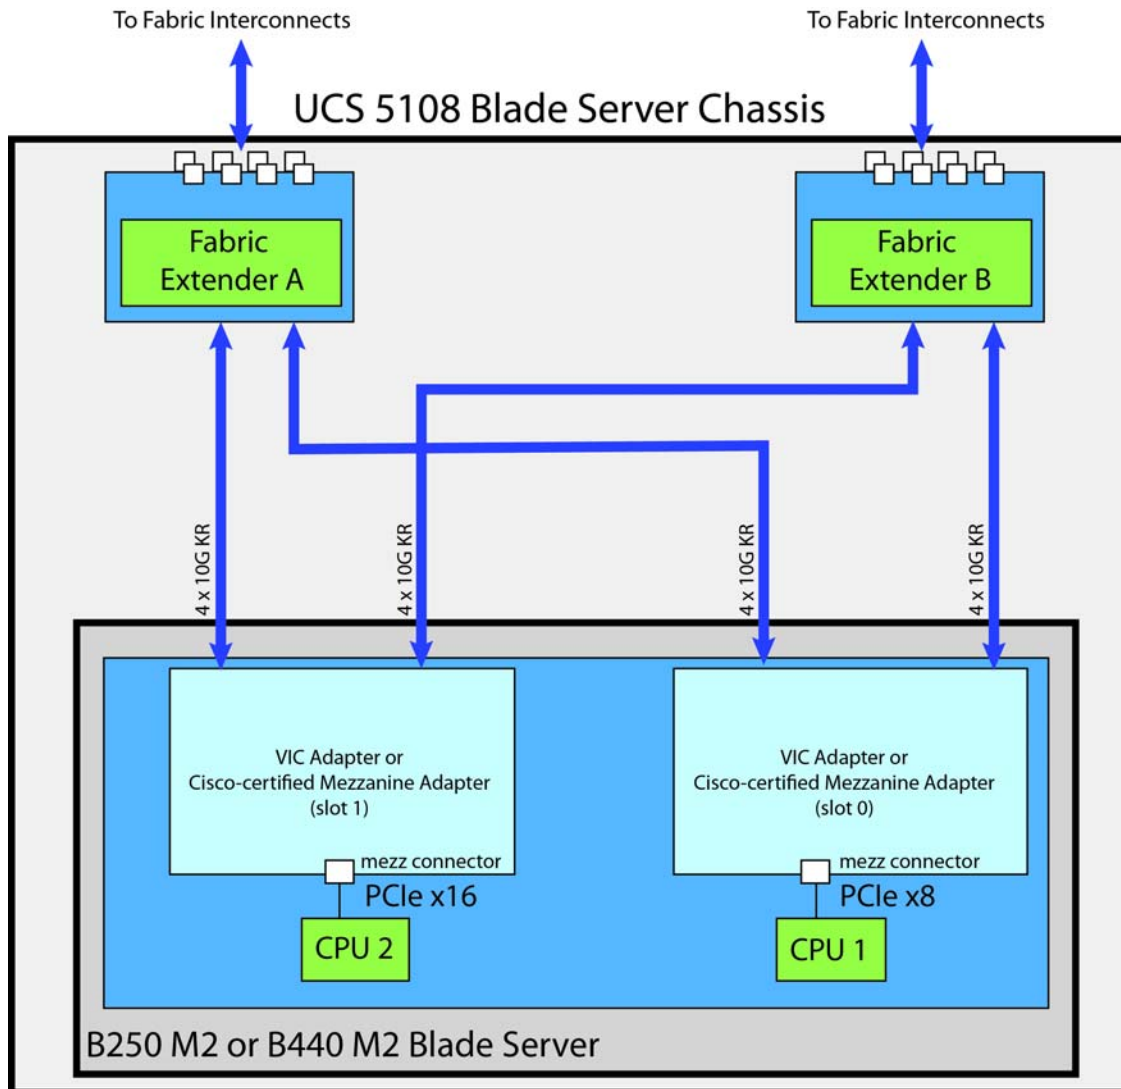 To Fabric Interconnects
To Fabric Interconnects
UCS 5108 Blade Server Chassis
Fabric
Extender A
Fabric
Extender B
4 x 10G KR
4 x 10G KR
4 x 10G KR
4 x 10G KR
VIC Adapter or
Cisco-certified Mezzanine Adapter
(slot 1)
VIC Adapter or
Cisco-certified Mezzanine Adapter
(slot 0)
mezz connector
PCIe x16
CPU 2
mezz connector
PCIe x8
CPU 1
B250 M2 or B440 M2 Blade Server